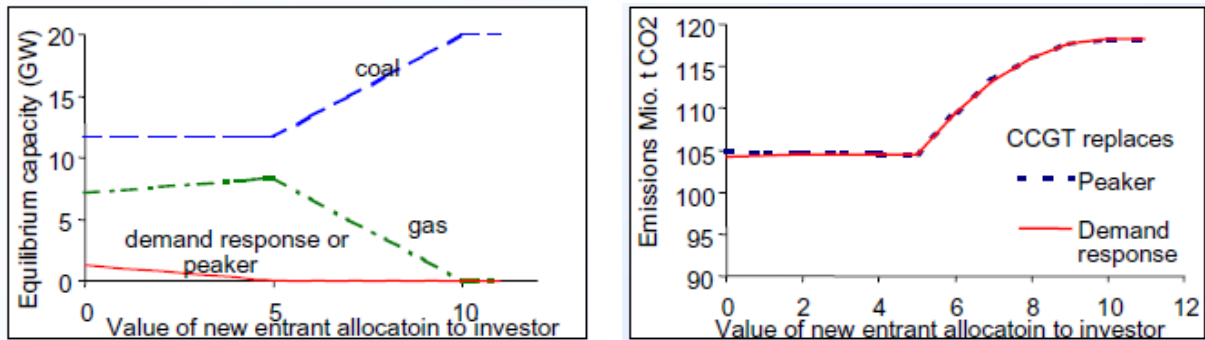 Equilibrium capacity (GW)
20
15
10
5
0
coal
gas
demand response or
peaker
0
5
10
Value of new entrant allocatoin to investor
Emissions Mio. t CO2
120
115
110
105
100
95
90
CCGT replaces
Peaker
Demand
response
0
2
4
6
8
10
12
Value of new entrant allocatoin to investor